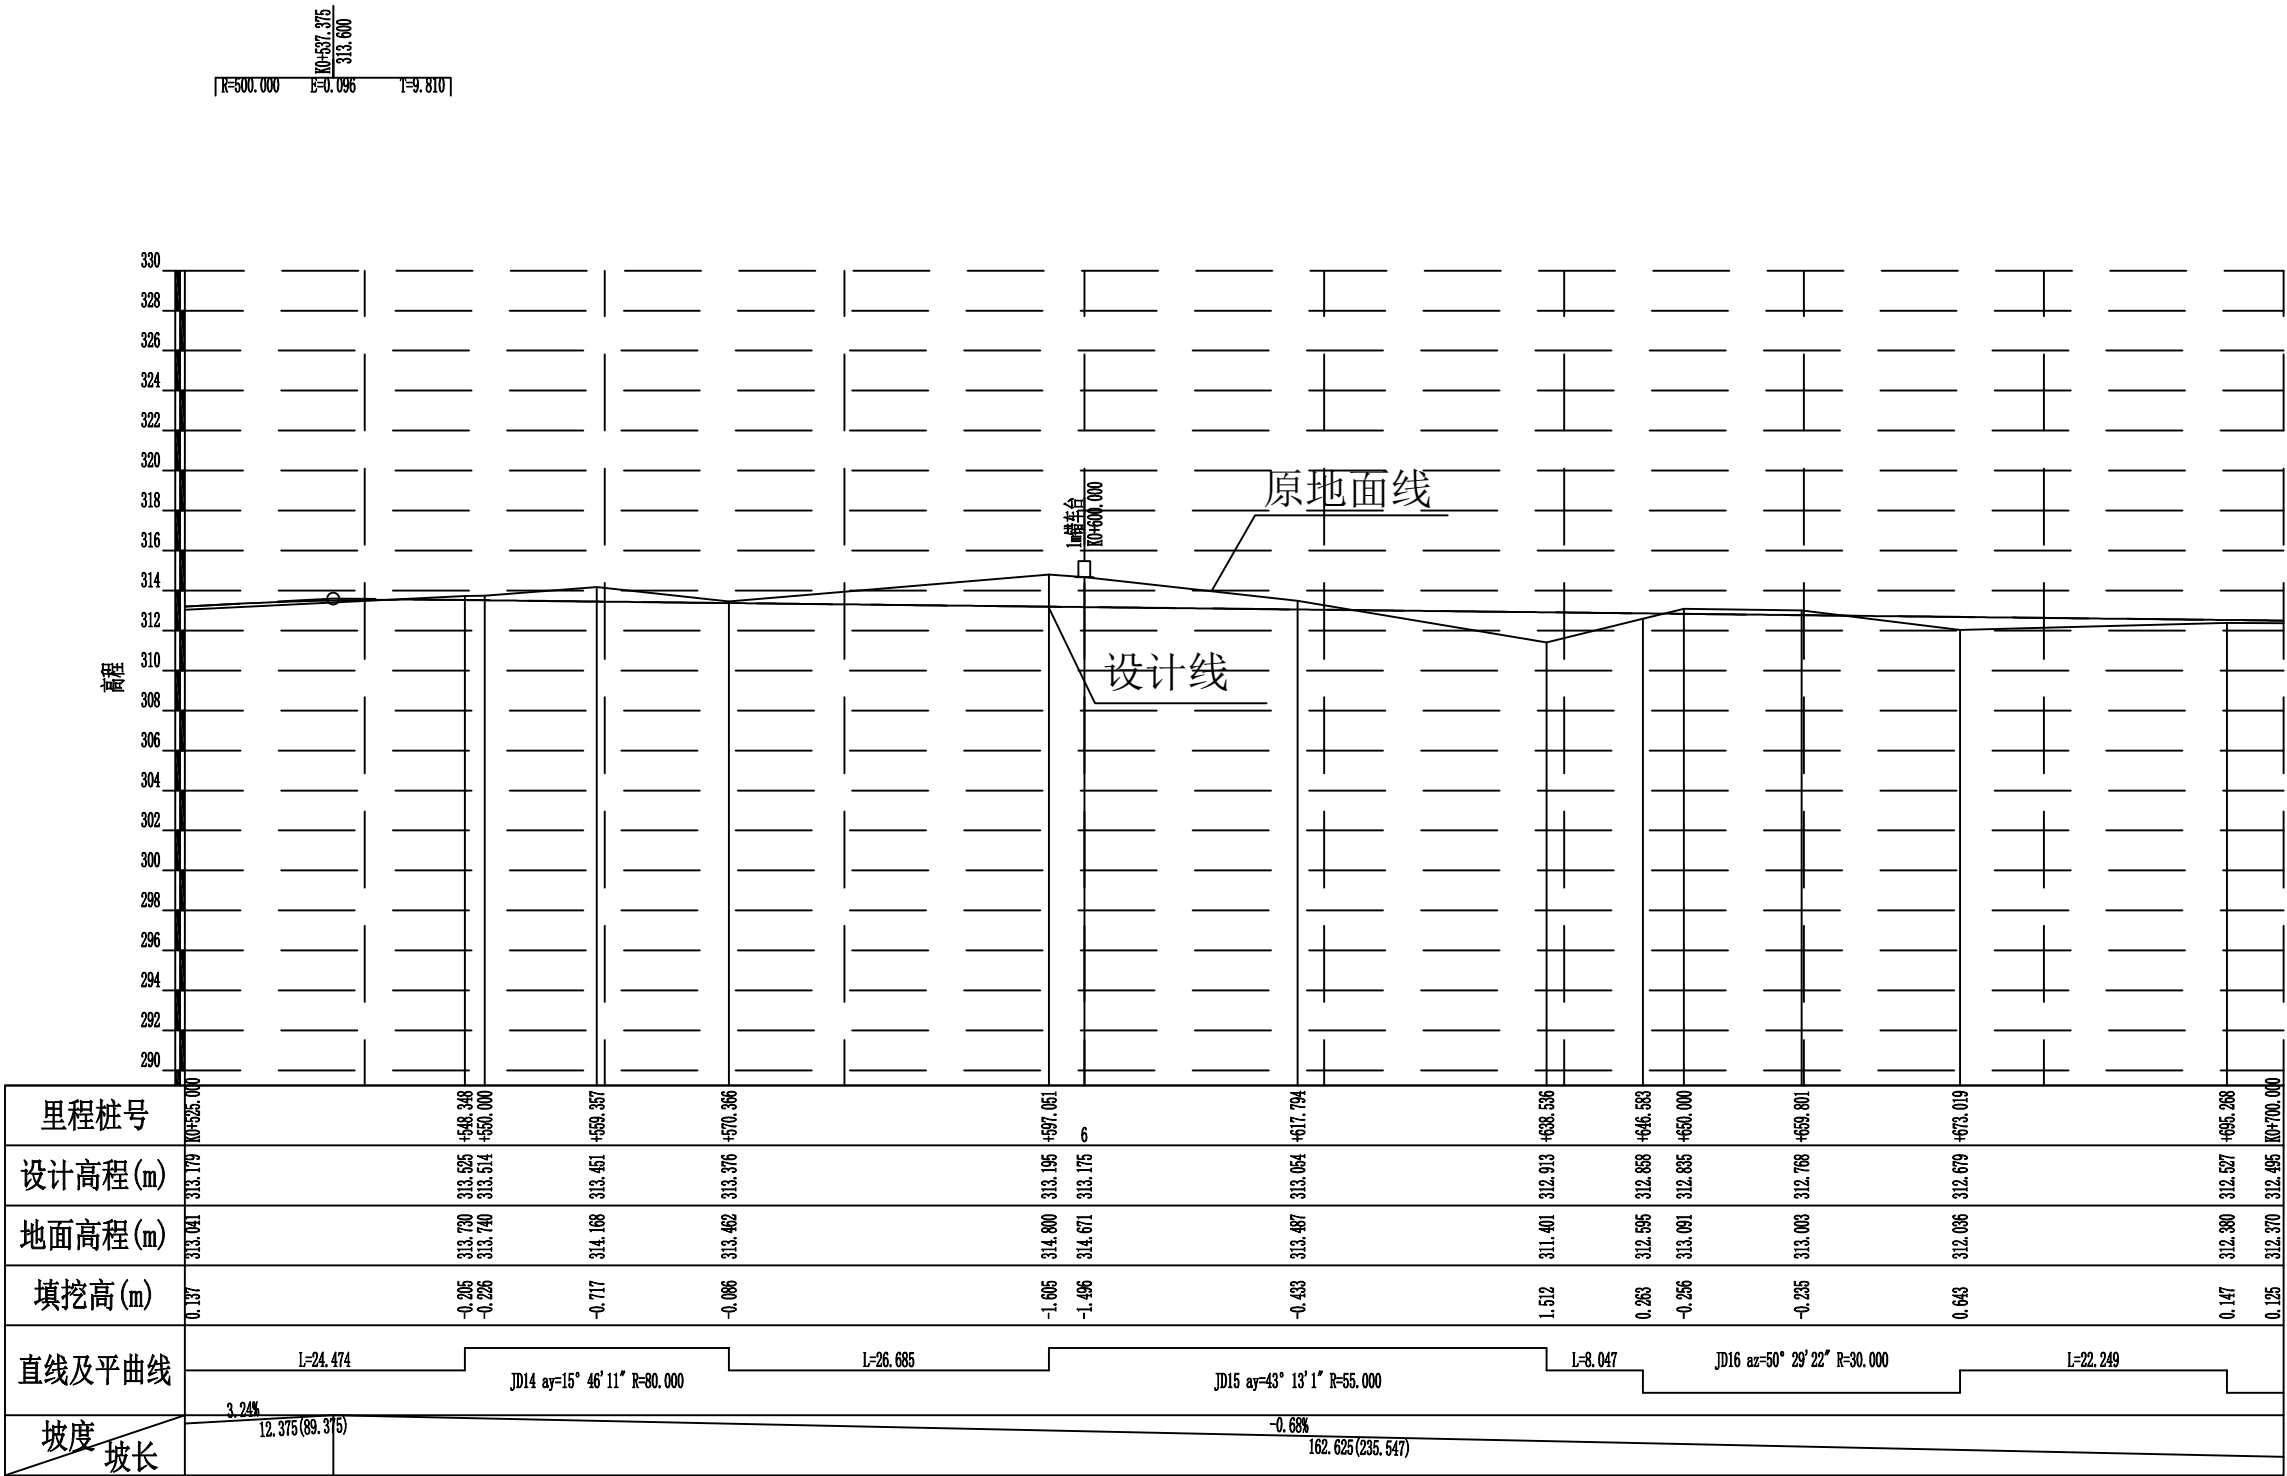 K0+537.375
313.600
R=500.000 E=0.096 T=9.810
330
328
326
324
322
320
318
316
314
312
310
308
306
304
302
300
298
296
294
292
290
高程
1m错车台
K0+600.000
原地面线
设计线
里程桩号 K0+525.000 +548.348 +550.000 +559.357 +570.366 +597.051 6 +617.794 +638.536 +646.583 +650.000 +659.801 +673.019 +695.268 K0+700.000
设计高程(m) 313.179 313.525 313.514 313.451 313.376 313.195 313.175 313.054 312.913 312.858 312.835 312.768 312.679 312.527 312.495
地面高程(m) 313.041 313.730 313.740 314.168 313.462 314.800 314.671 313.487 311.401 312.595 313.091 313.003 312.036 312.380 312.370
填挖高(m) 0.137 -0.205 -0.226 -0.717 -0.086 -1.605 -1.496 -0.433 1.512 0.263 -0.256 -0.235 0.643 0.147 0.125
直线及平曲线 L=24.474 JD14 ay=15° 46'11" R=80.000 L=26.685 JD15 ay=43° 13'1" R=55.000 L=8.047 JD16 az=50° 29'22" R=30.000 L=22.249
坡度 3.24% -0.68%
坡长 12.375(89.375) 162.625(235.547)